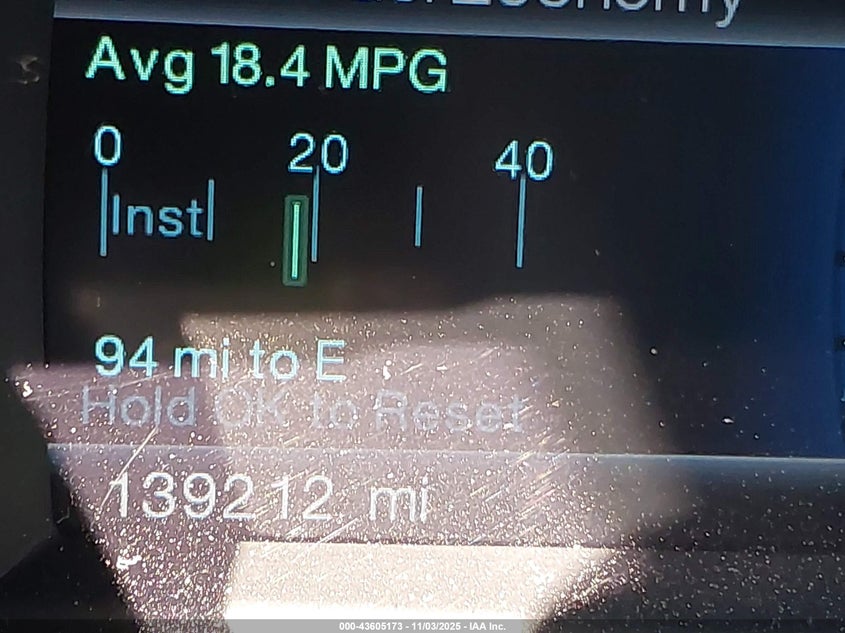 Economy
Avg 18.4 MPG
0 20 40
Inst
94 mi to E
Hold OK to Reset
139212 mi
000-43605173 - 11/03/2025 - IAA Inc.